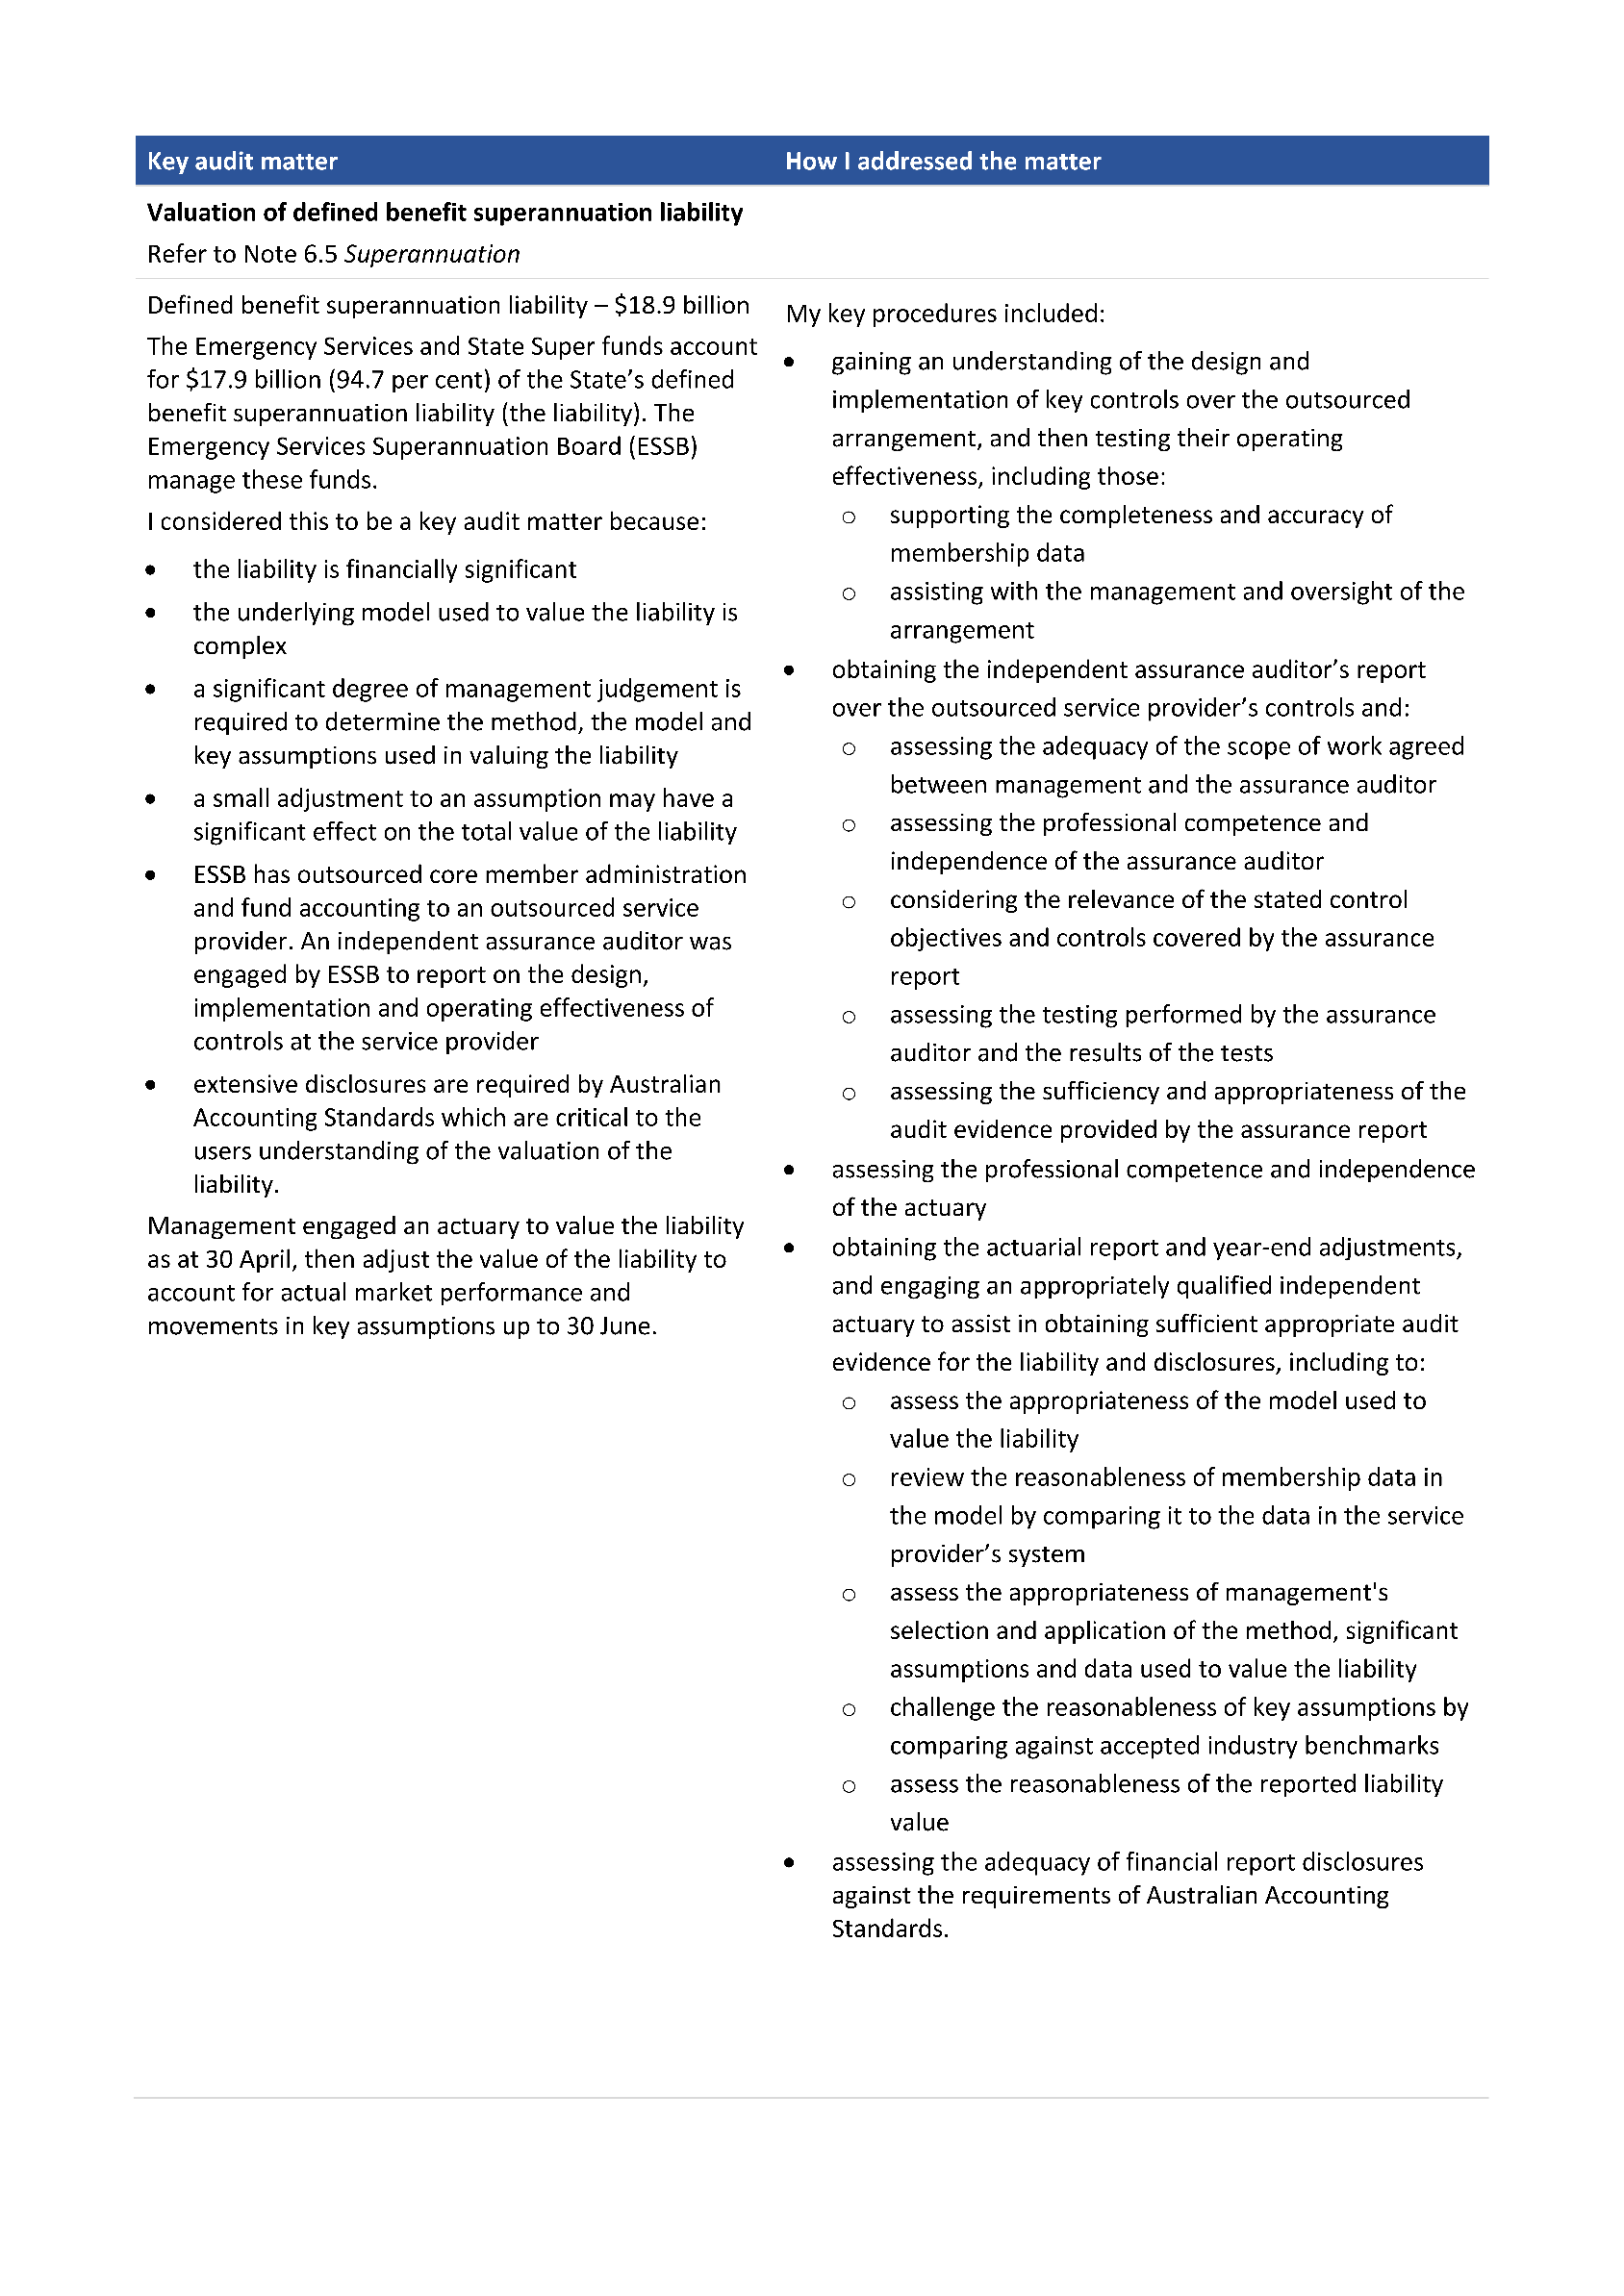 Key audit matter
How I addressed the matter
Valuation of defined benefit superannuation liability
Refer to Note 6.5 Superannuation
Defined benefit superannuation liability – $18.9 billion
The Emergency Services and State Super funds account
for $17.9 billion (94.7 per cent) of the State’s defined
benefit superannuation liability (the liability). The
Emergency Services Superannuation Board (ESSB)
manage these funds.
I considered this to be a key audit matter because:
• the liability is financially significant
• the underlying model used to value the liability is
complex
• a significant degree of management judgement is
required to determine the method, the model and
key assumptions used in valuing the liability
• a small adjustment to an assumption may have a
significant effect on the total value of the liability
• ESSB has outsourced core member administration
and fund accounting to an outsourced service
provider. An independent assurance auditor was
engaged by ESSB to report on the design,
implementation and operating effectiveness of
controls at the service provider
• extensive disclosures are required by Australian
Accounting Standards which are critical to the
users understanding of the valuation of the
liability.
Management engaged an actuary to value the liability
as at 30 April, then adjust the value of the liability to
account for actual market performance and
movements in key assumptions up to 30 June.
My key procedures included:
• gaining an understanding of the design and
implementation of key controls over the outsourced
arrangement, and then testing their operating
effectiveness, including those:
o supporting the completeness and accuracy of
membership data
o assisting with the management and oversight of the
arrangement
• obtaining the independent assurance auditor’s report
over the outsourced service provider’s controls and:
o assessing the adequacy of the scope of work agreed
between management and the assurance auditor
o assessing the professional competence and
independence of the assurance auditor
o considering the relevance of the stated control
objectives and controls covered by the assurance
report
o assessing the testing performed by the assurance
auditor and the results of the tests
o assessing the sufficiency and appropriateness of the
audit evidence provided by the assurance report
• assessing the professional competence and independence
of the actuary
• obtaining the actuarial report and year-end adjustments,
and engaging an appropriately qualified independent
actuary to assist in obtaining sufficient appropriate audit
evidence for the liability and disclosures, including to:
o assess the appropriateness of the model used to
value the liability
o review the reasonableness of membership data in
the model by comparing it to the data in the service
provider’s system
o assess the appropriateness of management's
selection and application of the method, significant
assumptions and data used to value the liability
o challenge the reasonableness of key assumptions by
comparing against accepted industry benchmarks
o assess the reasonableness of the reported liability
value
• assessing the adequacy of financial report disclosures
against the requirements of Australian Accounting
Standards.